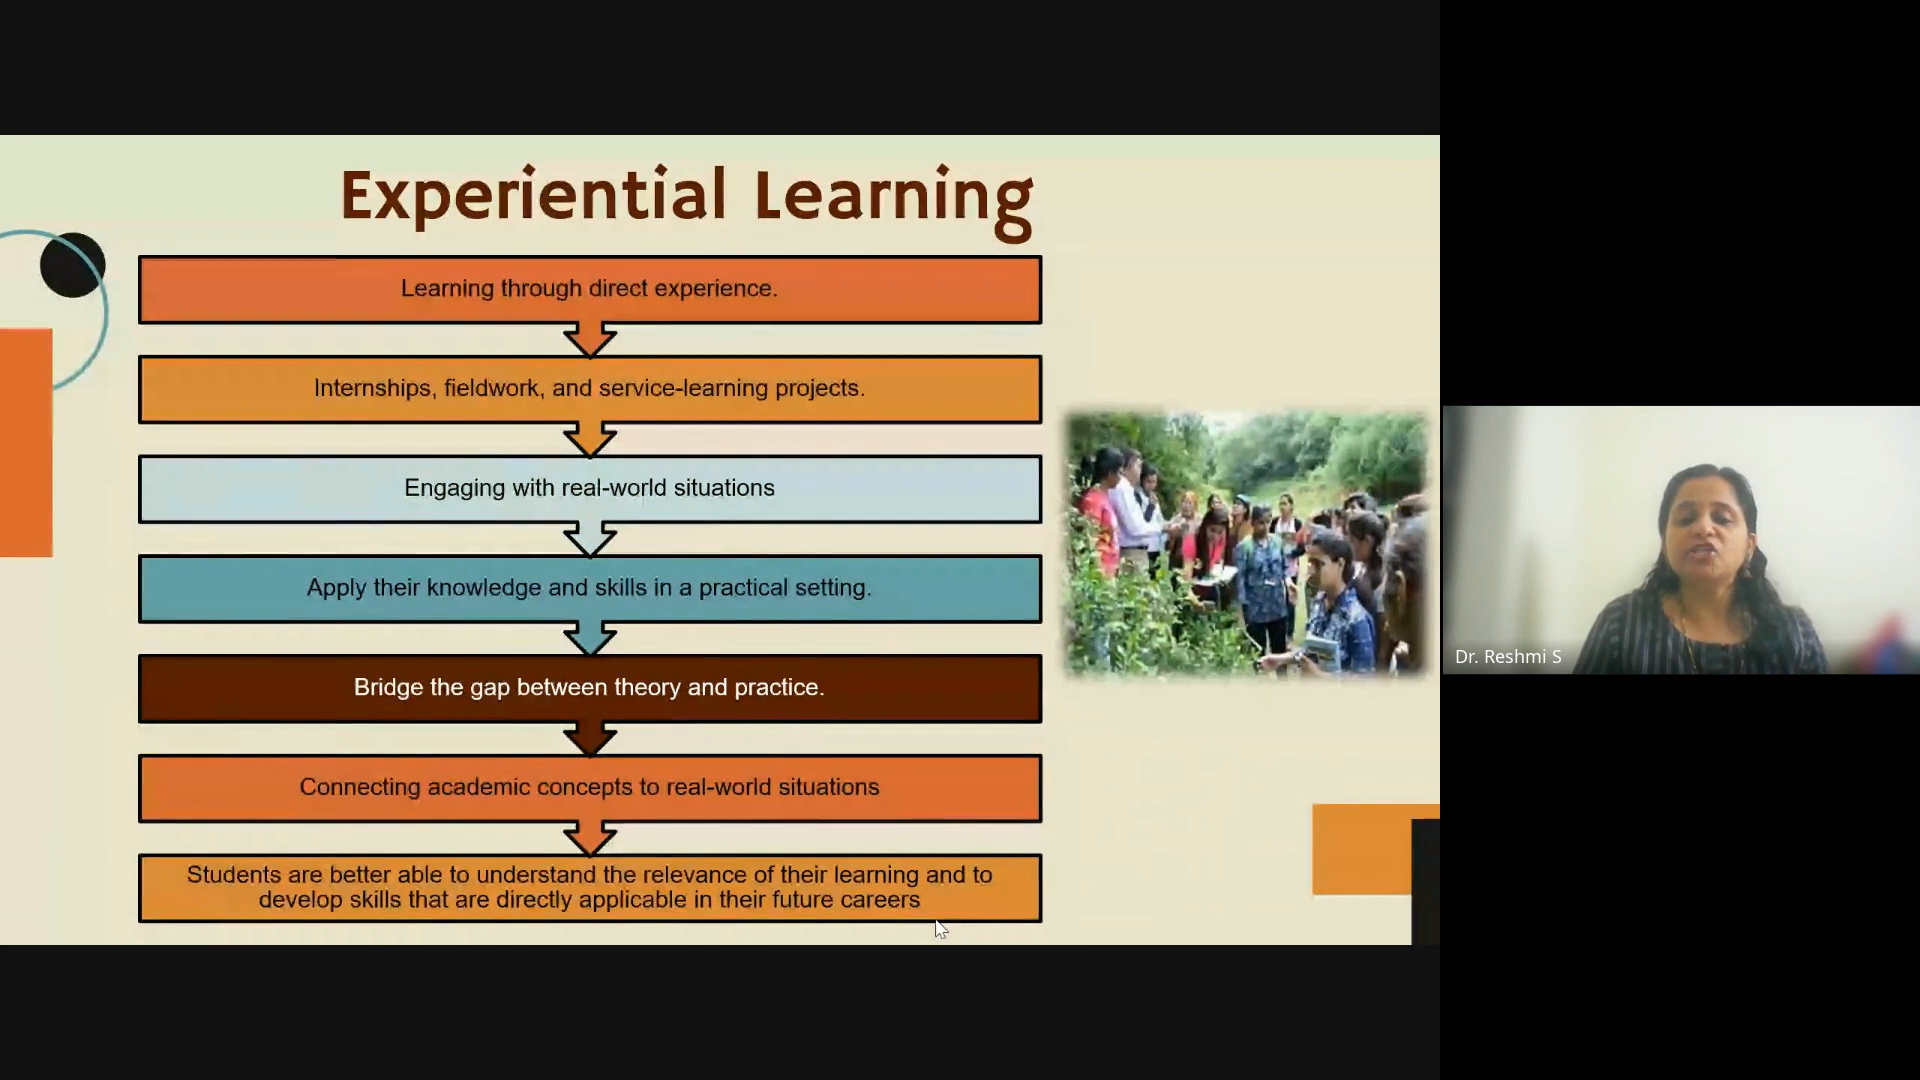 Experiential Learning
Learning through direct experience.
Internships, fieldwork, and service-learning projects.
Engaging with real-world situations
Apply their knowledge and skills in a practical setting.
Bridge the gap between theory and practice.
Connecting academic concepts to real-world situations
Students are better able to understand the relevance of their learning and to
develop skills that are directly applicable in their future careers
Dr. Reshmi S